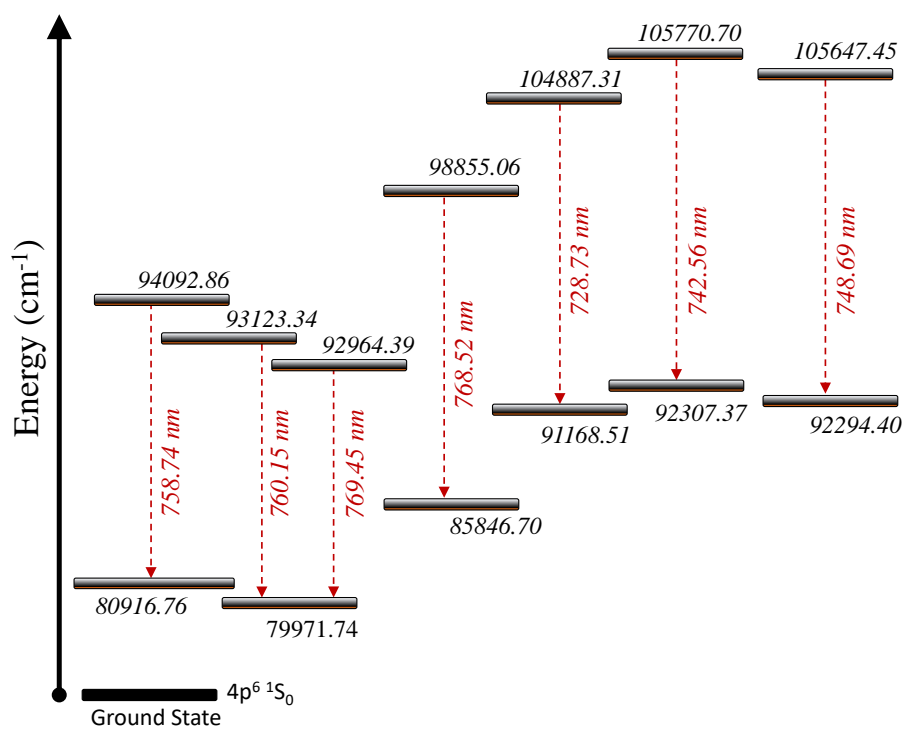 Energy (cm⁻¹)
105770.70
105647.45
104887.31
98855.06
94092.86
93123.34
92964.39
758.74 nm
760.15 nm
769.45 nm
768.52 nm
728.73 nm
742.56 nm
748.69 nm
92307.37
92294.40
91168.51
85846.70
80916.76
79971.74
4p⁶ ¹S₀
Ground State